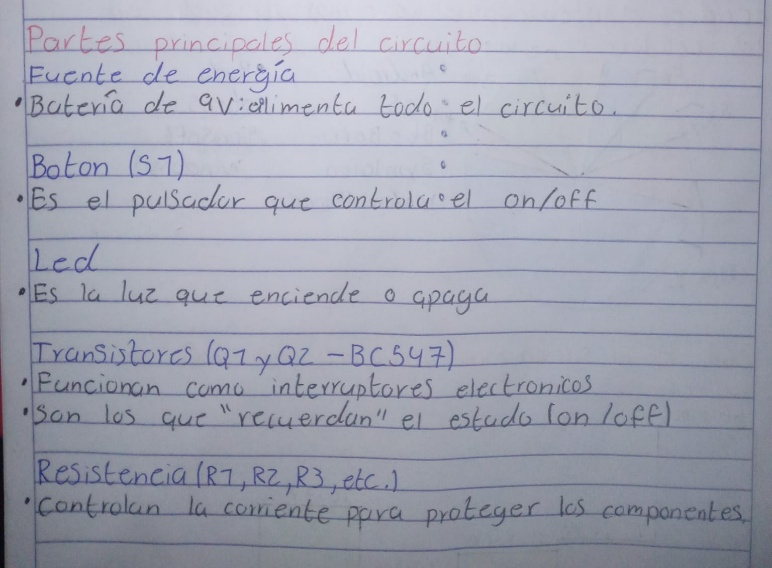 Partes principales del circuito
Fuente de energía
• Batería de 9V: alimenta todo el circuito.
Boton (S1)
• Es el pulsador que controla el on/off
Led
• Es la luz que enciende o apaga
Transistores (Q1 y Q2 - BC547)
• Funcionan como interruptores electronicos
• Son los que "recuerdan" el estado (on/off)
Resistencia (R1, R2, R3, etc.)
• Controlan la corriente para proteger los componentes.